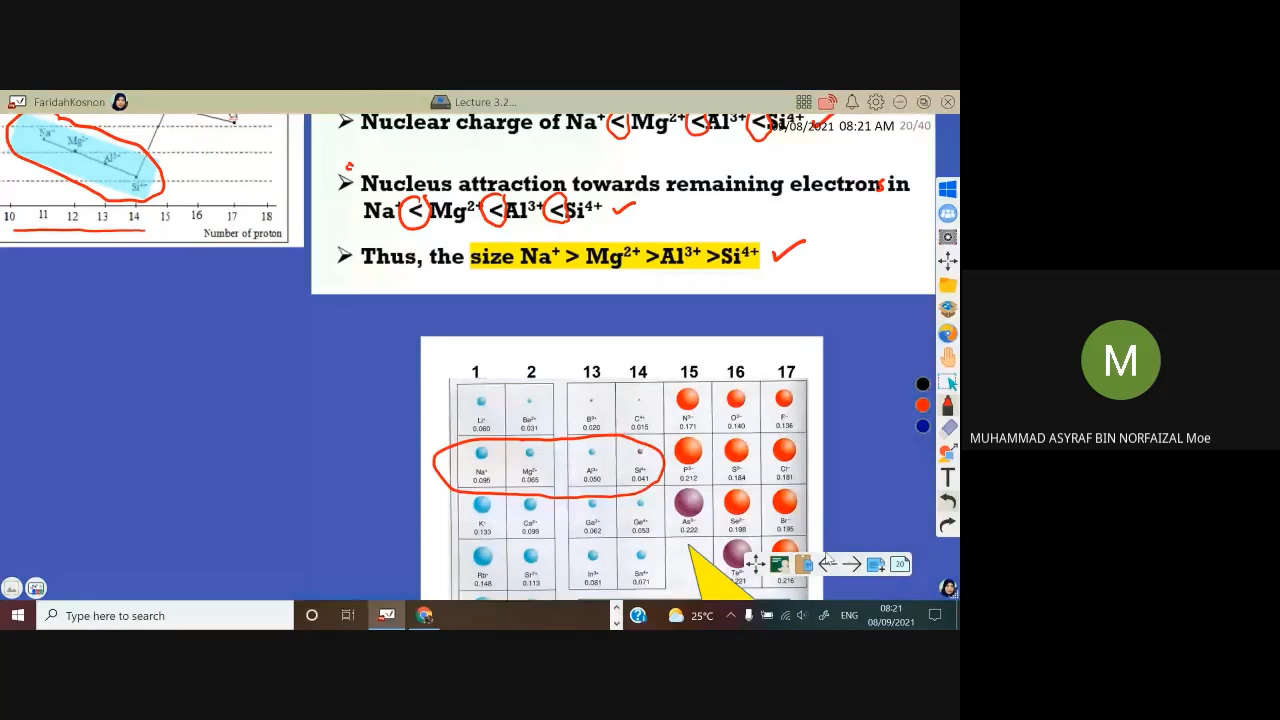 FaridahKosnon
Lecture 3.2...
Nuclear charge of Na⁺ < Mg²⁺ < Al³⁺ < Si⁴⁺
09/08/2021 08:21 AM 20/40
Nucleus attraction towards remaining electrons in
Na⁺ < Mg²⁺ < Al³⁺ < Si⁴⁺
Thus, the size Na⁺ > Mg²⁺ >Al³⁺ >Si⁴⁺
Na⁺
Mg²⁺
Al³⁺
Si⁴⁺
10 11 12 13 14 15 16 17 18
Number of proton
1 2 13 14 15 16 17
Li⁺ Be²⁺ B³⁺ C⁴⁺ N³⁻ O²⁻ F⁻
0.060 0.031 0.020 0.015 0.171 0.140 0.136
Na⁺ Mg²⁺ Al³⁺ Si⁴⁺ P³⁻ S²⁻ Cl⁻
0.095 0.065 0.050 0.041 0.212 0.184 0.181
K⁺ Ca²⁺ Ga³⁺ Ge⁴⁺ As³⁻ Se²⁻ Br⁻
0.133 0.099 0.062 0.053 0.222 0.198 0.195
Rb⁺ Sr²⁺ In³⁺ Sn⁴⁺ Te²⁻
0.148 0.113 0.081 0.071 .221 0.216
20
M
MUHAMMAD ASYRAF BIN NORFAIZAL Moe
T
Type here to search
25°C
ENG
08:21
08/09/2021